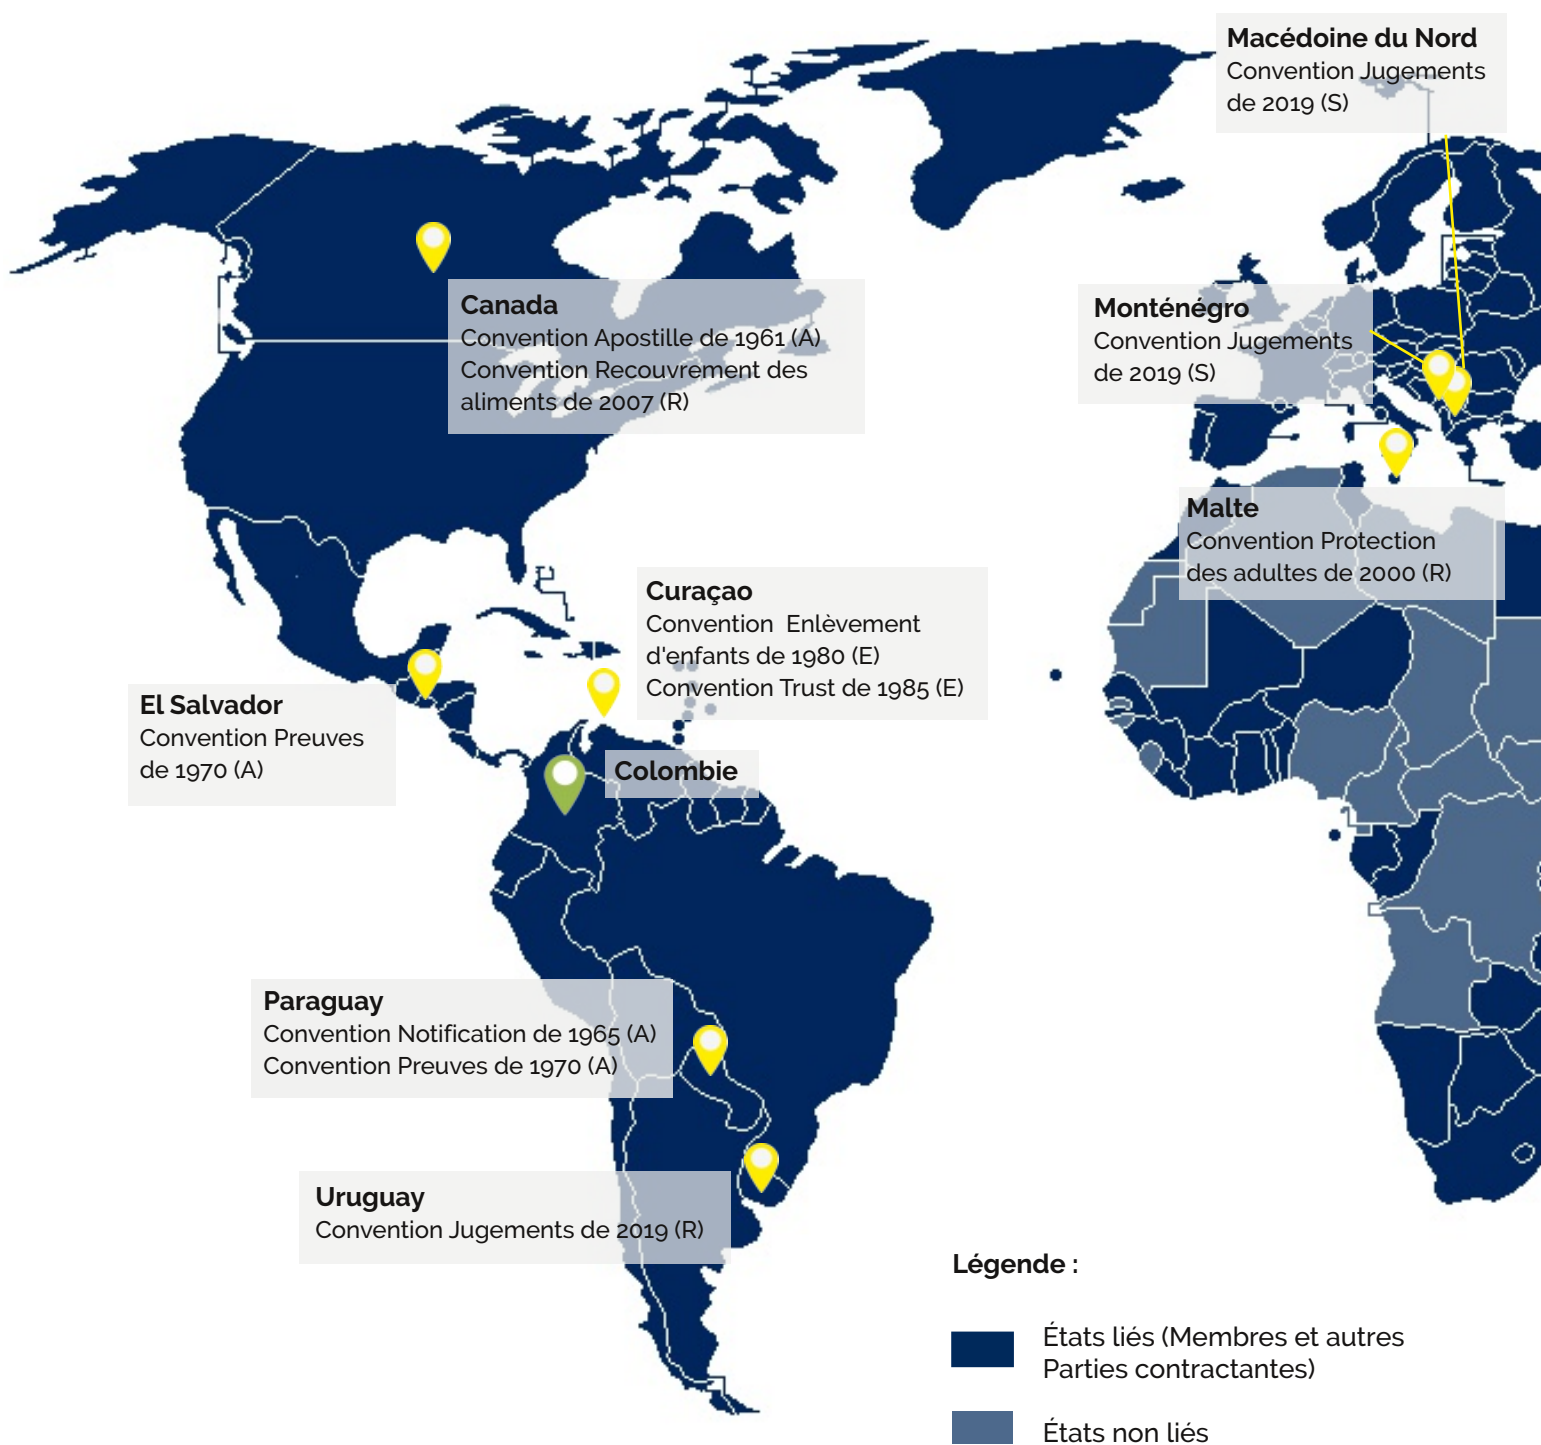 Macédoine du Nord
Convention Jugements
de 2019 (S)
Canada
Convention Apostille de 1961 (A)
Convention Recouvrement des
aliments de 2007 (R)
Monténégro
Convention Jugements
de 2019 (S)
Malte
Convention Protection
des adultes de 2000 (R)
Curaçao
Convention Enlèvement
d'enfants de 1980 (E)
Convention Trust de 1985 (E)
El Salvador
Convention Preuves
de 1970 (A)
Colombie
Paraguay
Convention Notification de 1965 (A)
Convention Preuves de 1970 (A)
Uruguay
Convention Jugements de 2019 (R)
Légende :
États liés (Membres et autres
Parties contractantes)
États non liés